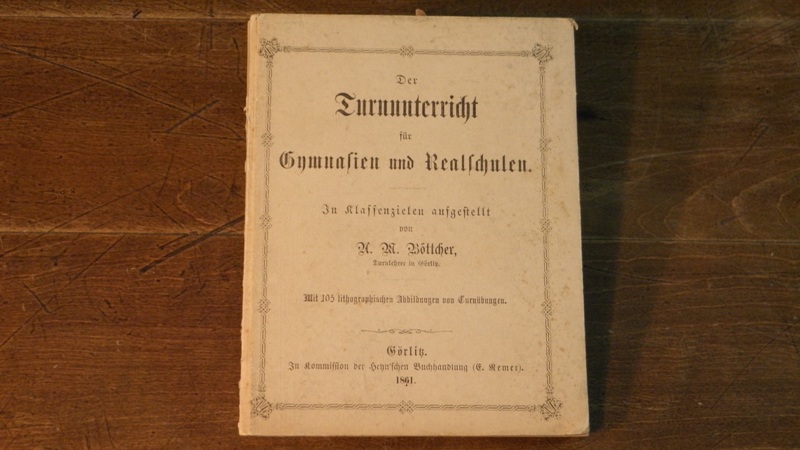 Der
Turnunterricht
für
Gymnasien und Realschulen.
In Klassenzielen aufgestellt
von
A. M. Böttcher,
Turnlehrer in Görlitz.
Mit 105 lithographischen Abbildungen von Turnübungen.
Görlitz.
In Kommission der Heyn'schen Buchhandlung (E. Remer).
1861.